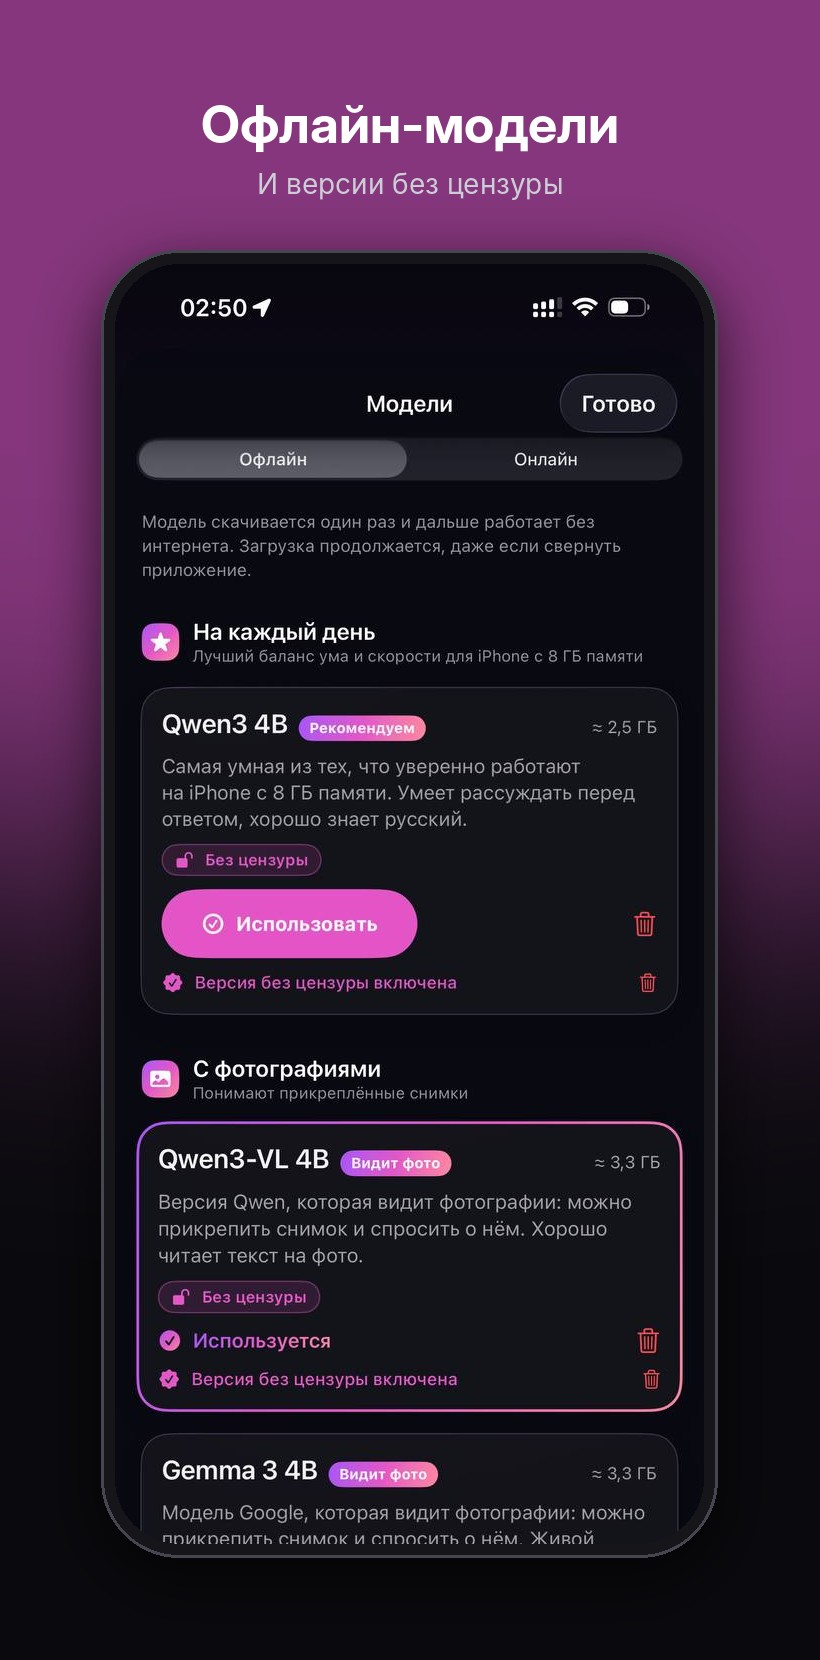 Офлайн-модели
И версии без цензуры
02:50
Модели
Готово
Офлайн
Онлайн
Модель скачивается один раз и дальше работает без
интернета. Загрузка продолжается, даже если свернуть
приложение.
На каждый день
Лучший баланс ума и скорости для iPhone с 8 ГБ памяти
Qwen3 4B
Рекомендуем
≈ 2,5 ГБ
Самая умная из тех, что уверенно работают
на iPhone с 8 ГБ памяти. Умеет рассуждать перед
ответом, хорошо знает русский.
Без цензуры
Использовать
Версия без цензуры включена
С фотографиями
Понимают прикреплённые снимки
Qwen3-VL 4B
Видит фото
≈ 3,3 ГБ
Версия Qwen, которая видит фотографии: можно
прикрепить снимок и спросить о нём. Хорошо
читает текст на фото.
Без цензуры
Используется
Версия без цензуры включена
Gemma 3 4B
Видит фото
≈ 3,3 ГБ
Модель Google, которая видит фотографии: можно
прикрепить снимок и спросить о нём. Живой